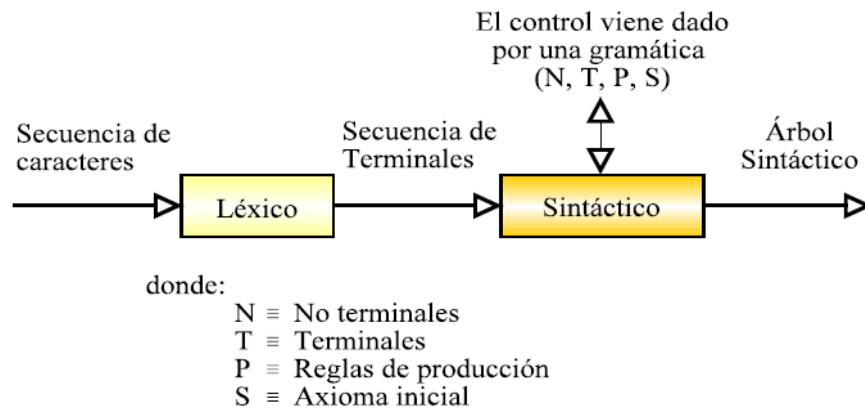 El control viene dado
por una gramática
(N, T, P, S)
Secuencia de
caracteres
Secuencia de
Terminales
Árbol
Sintáctico
Léxico
Sintáctico
donde:
N ≡ No terminales
T ≡ Terminales
P ≡ Reglas de producción
S ≡ Axioma inicial